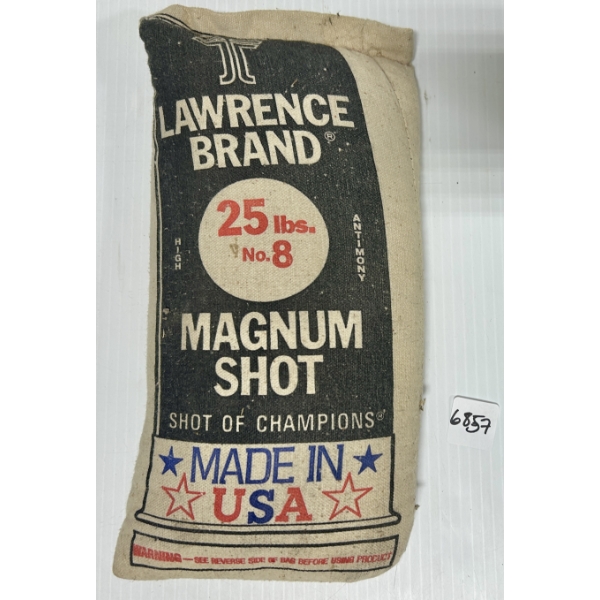 LAWRENCE
BRAND®
25 lbs.
No. 8
HIGH
ANTIMONY
MAGNUM
SHOT
SHOT OF CHAMPIONS®
MADE IN
USA
WARNING — SEE REVERSE SIDE OF BAG BEFORE USING PRODUCT
6857